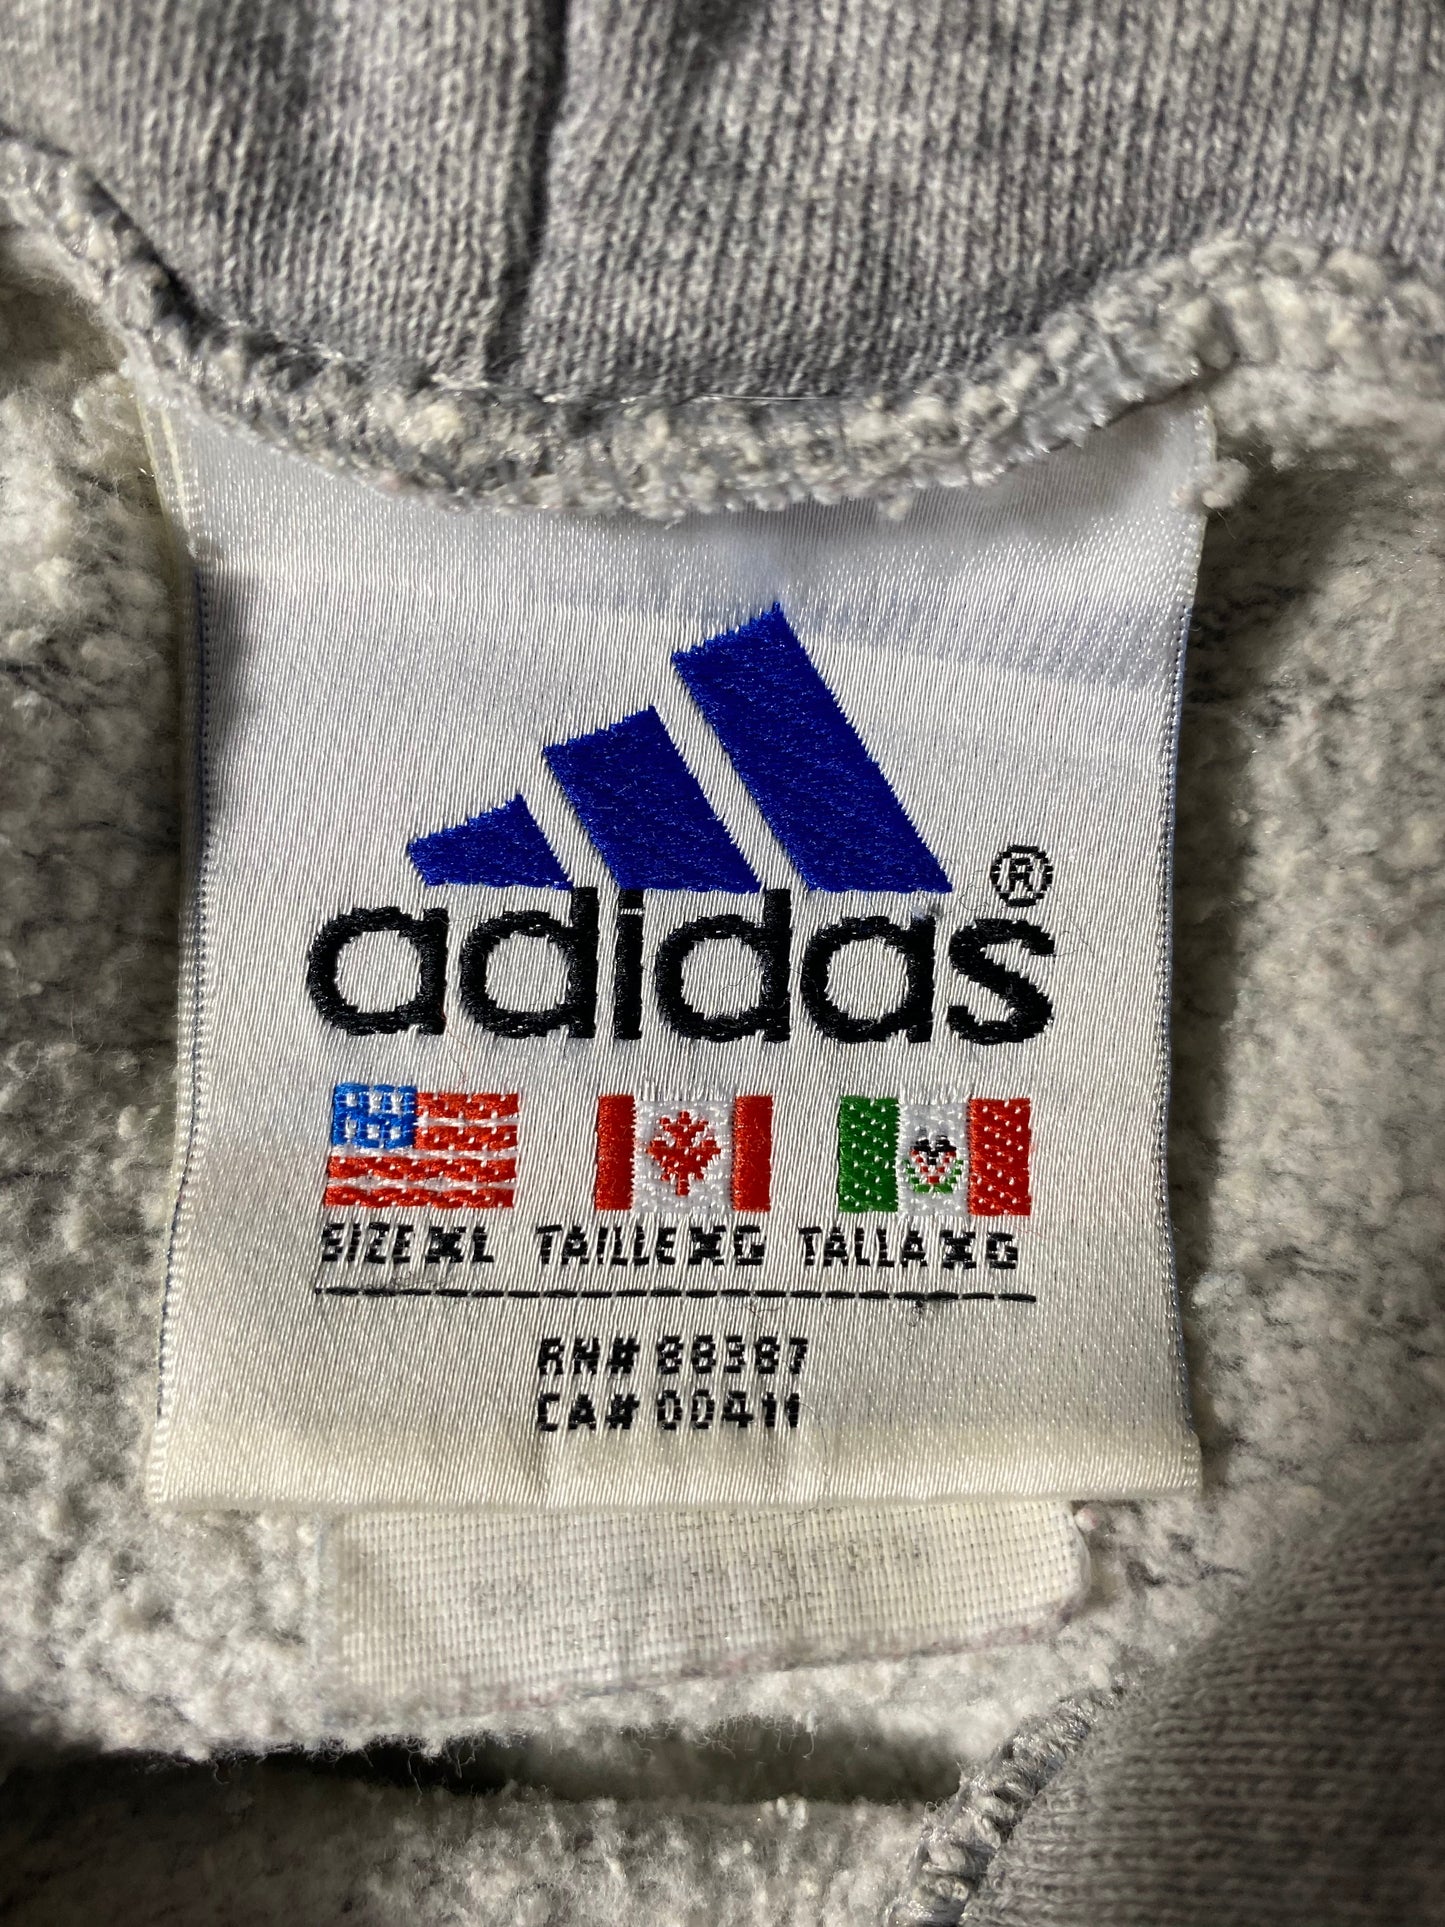 adidas®
SIZE XL TAILLE XG TALLA XG
RN# 88387
CA# 00411